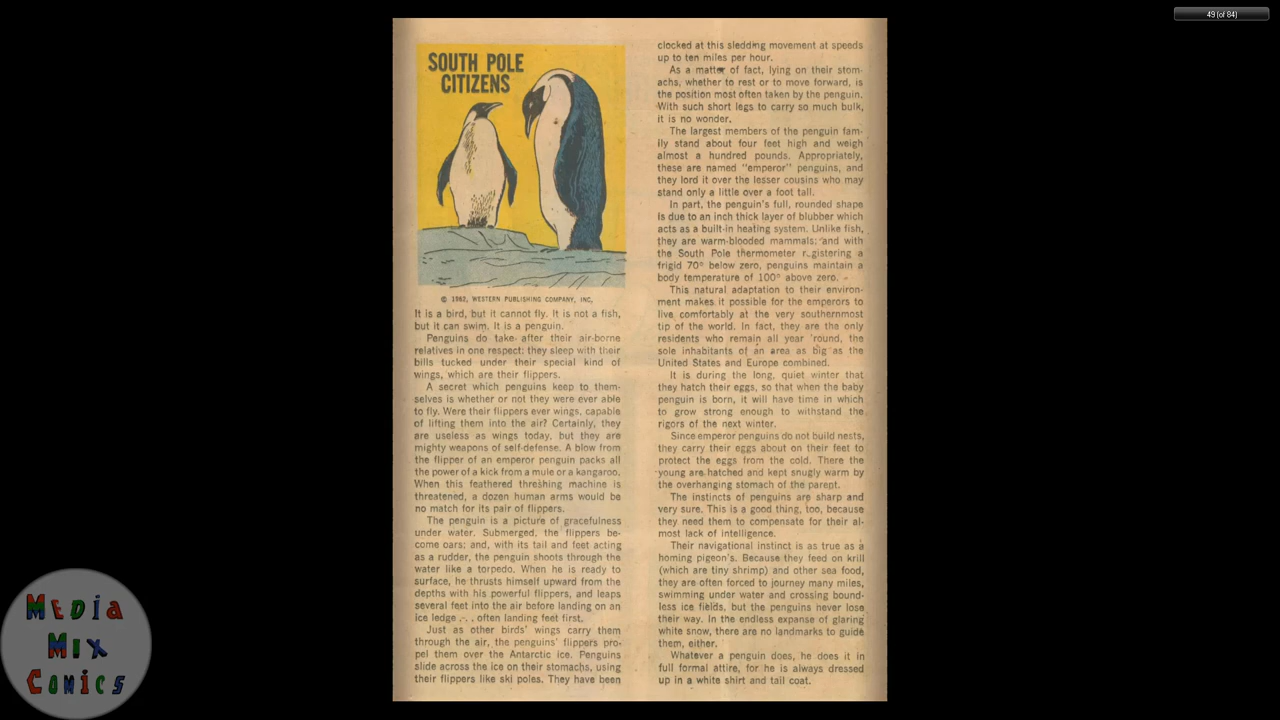 49 (of 84)
SOUTH POLE
CITIZENS
© 1962, WESTERN PUBLISHING COMPANY, INC.
It is a bird, but it cannot fly. It is not a fish,
but it can swim. It is a penguin.
Penguins do take after their air-borne
relatives in one respect: they sleep with their
bills tucked under their special kind of
wings, which are their flippers.
A secret which penguins keep to them-
selves is whether or not they were ever able
to fly. Were their flippers ever wings, capable
of lifting them into the air? Certainly, they
are useless as wings today, but they are
mighty weapons of self-defense. A blow from
the flipper of an emperor penguin packs all
the power of a kick from a mule or a kangaroo.
When this feathered threshing machine is
threatened, a dozen human arms would be
no match for its pair of flippers.
The penguin is a picture of gracefulness
under water. Submerged, the flippers be-
come oars; and, with its tail and feet acting
as a rudder, the penguin shoots through the
water like a torpedo. When he is ready to
surface, he thrusts himself upward from the
depths with his powerful flippers, and leaps
several feet into the air before landing on an
ice ledge . . . often landing feet first.
Just as other birds' wings carry them
through the air, the penguins' flippers pro-
pel them over the Antarctic ice. Penguins
slide across the ice on their stomachs, using
their flippers like ski poles. They have been
clocked at this sledding movement at speeds
up to ten miles per hour.
As a matter of fact, lying on their stom-
achs, whether to rest or to move forward, is
the position most often taken by the penguin.
With such short legs to carry so much bulk,
it is no wonder.
The largest members of the penguin fam-
ily stand about four feet high and weigh
almost a hundred pounds. Appropriately,
these are named "emperor" penguins, and
they lord it over the lesser cousins who may
stand only a little over a foot tall.
In part, the penguin's full, rounded shape
is due to an inch thick layer of blubber which
acts as a built-in heating system. Unlike fish,
they are warm-blooded mammals; and with
the South Pole thermometer registering a
frigid 70° below zero, penguins maintain a
body temperature of 100° above zero.
This natural adaptation to their environ-
ment makes it possible for the emperors to
live comfortably at the very southernmost
tip of the world. In fact, they are the only
residents who remain all year 'round, the
sole inhabitants of an area as big as the
United States and Europe combined.
It is during the long, quiet winter that
they hatch their eggs, so that when the baby
penguin is born, it will have time in which
to grow strong enough to withstand the
rigors of the next winter.
Since emperor penguins do not build nests,
they carry their eggs about on their feet to
protect the eggs from the cold. There the
young are hatched and kept snugly warm by
the overhanging stomach of the parent.
The instincts of penguins are sharp and
very sure. This is a good thing, too, because
they need them to compensate for their al-
most lack of intelligence.
Their navigational instinct is as true as a
homing pigeon's. Because they feed on krill
(which are tiny shrimp) and other sea food,
they are often forced to journey many miles,
swimming under water and crossing bound-
less ice fields, but the penguins never lose
their way. In the endless expanse of glaring
white snow, there are no landmarks to guide
them, either.
Whatever a penguin does, he does it in
full formal attire, for he is always dressed
up in a white shirt and tail coat.
MEDiA
MiX
Comics